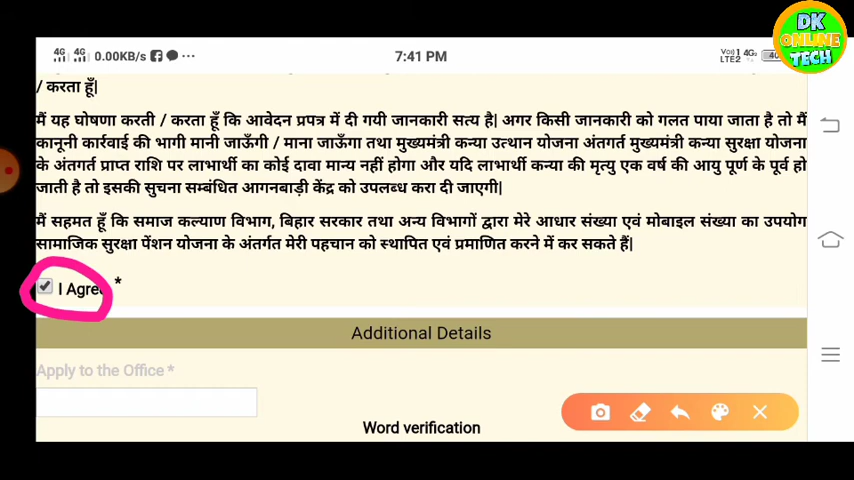 DK
ONLINE
TECH
4G 4G 0.00KB/s
7:41 PM
LTE2 4G
/ करता हूँ|
मैं यह घोषणा करती / करता हूँ कि आवेदन प्रपत्र में दी गयी जानकारी सत्य है| अगर किसी जानकारी को गलत पाया जाता है तो मैं
कानूनी कार्रवाई की भागी मानी जाऊँगी / माना जाऊँगा तथा मुख्यमंत्री कन्या उत्थान योजना अंतर्गत मुख्यमंत्री कन्या सुरक्षा योजना
के अंतर्गत प्राप्त राशि पर लाभार्थी का कोई दावा मान्य नहीं होगा और यदि लाभार्थी कन्या की मृत्यु एक वर्ष की आयु पूर्ण के पूर्व हो
जाती है तो इसकी सुचना सम्बंधित आगनबाड़ी केंद्र को उपलब्ध करा दी जाएगी|
मैं सहमत हूँ कि समाज कल्याण विभाग, बिहार सरकार तथा अन्य विभागों द्वारा मेरे आधार संख्या एवं मोबाइल संख्या का उपयोग
सामाजिक सुरक्षा पेंशन योजना के अंतर्गत मेरी पहचान को स्थापित एवं प्रमाणित करने में कर सकते हैं|
I Agree *
Additional Details
Apply to the Office *
Word verification